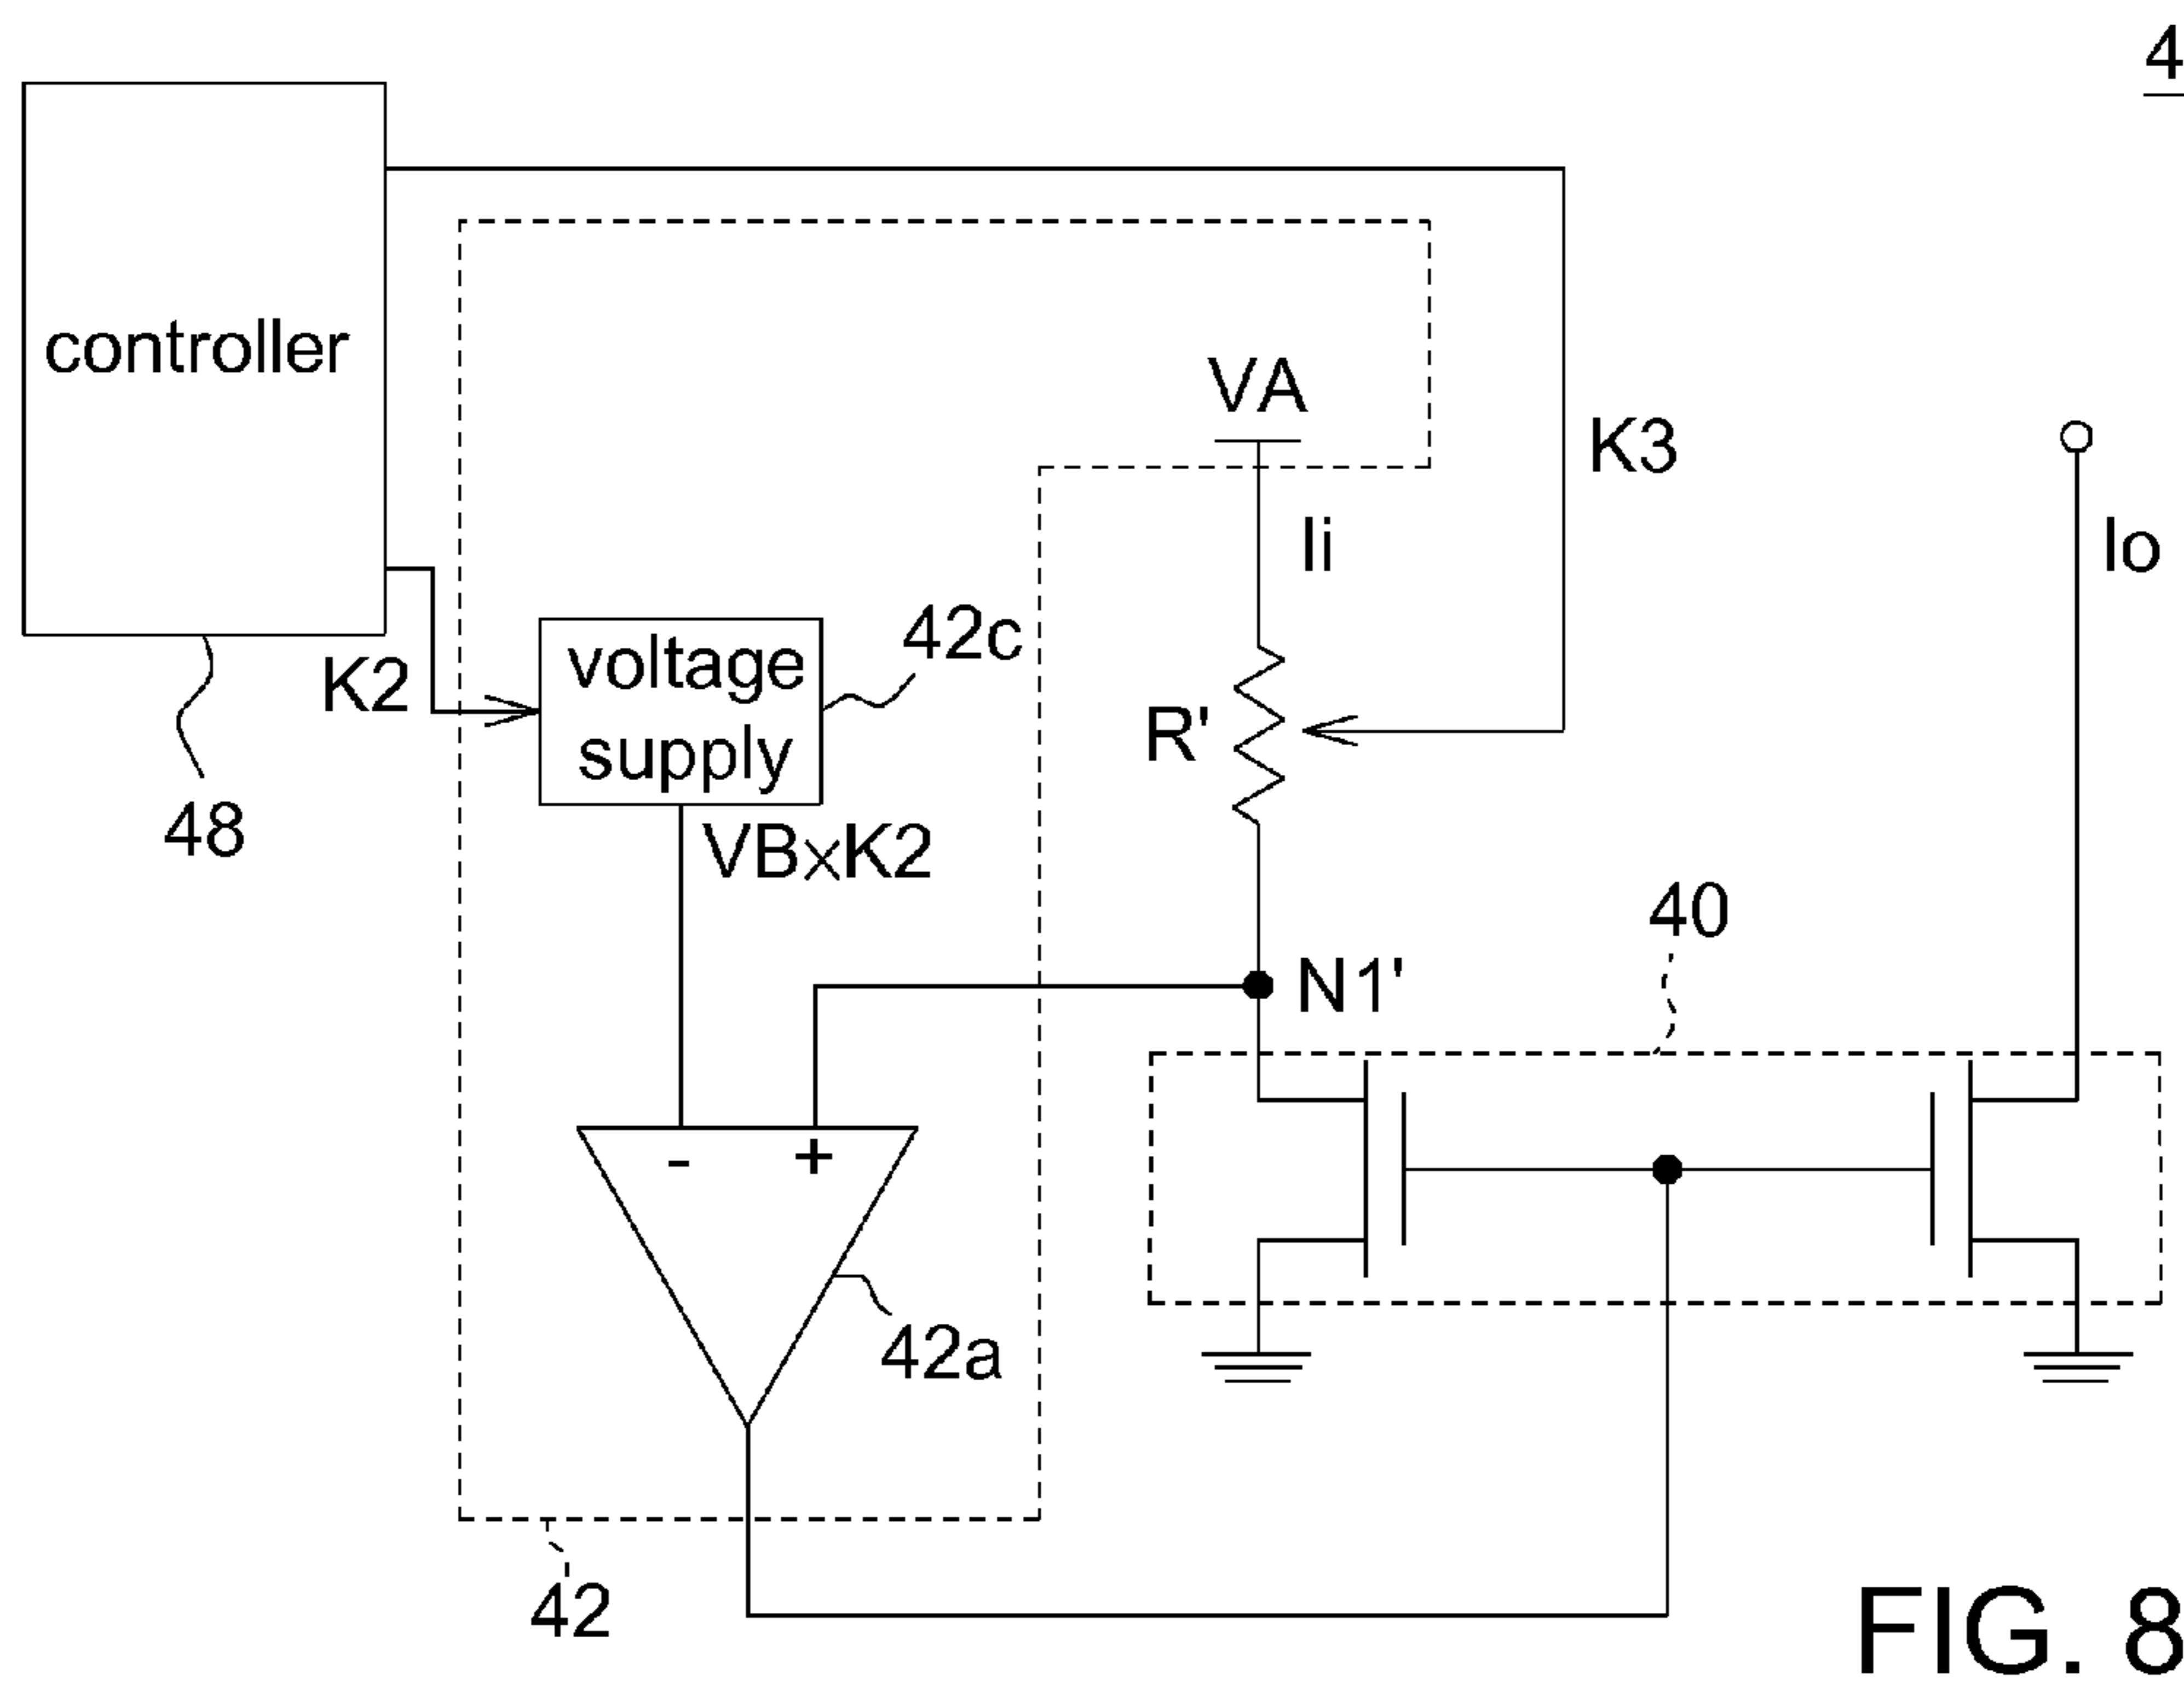 4
controller
VA
K3
Ii
Io
42c
voltage
supply
K2
R'
48
VB×K2
40
N1'
-
+
42a
42
FIG. 8